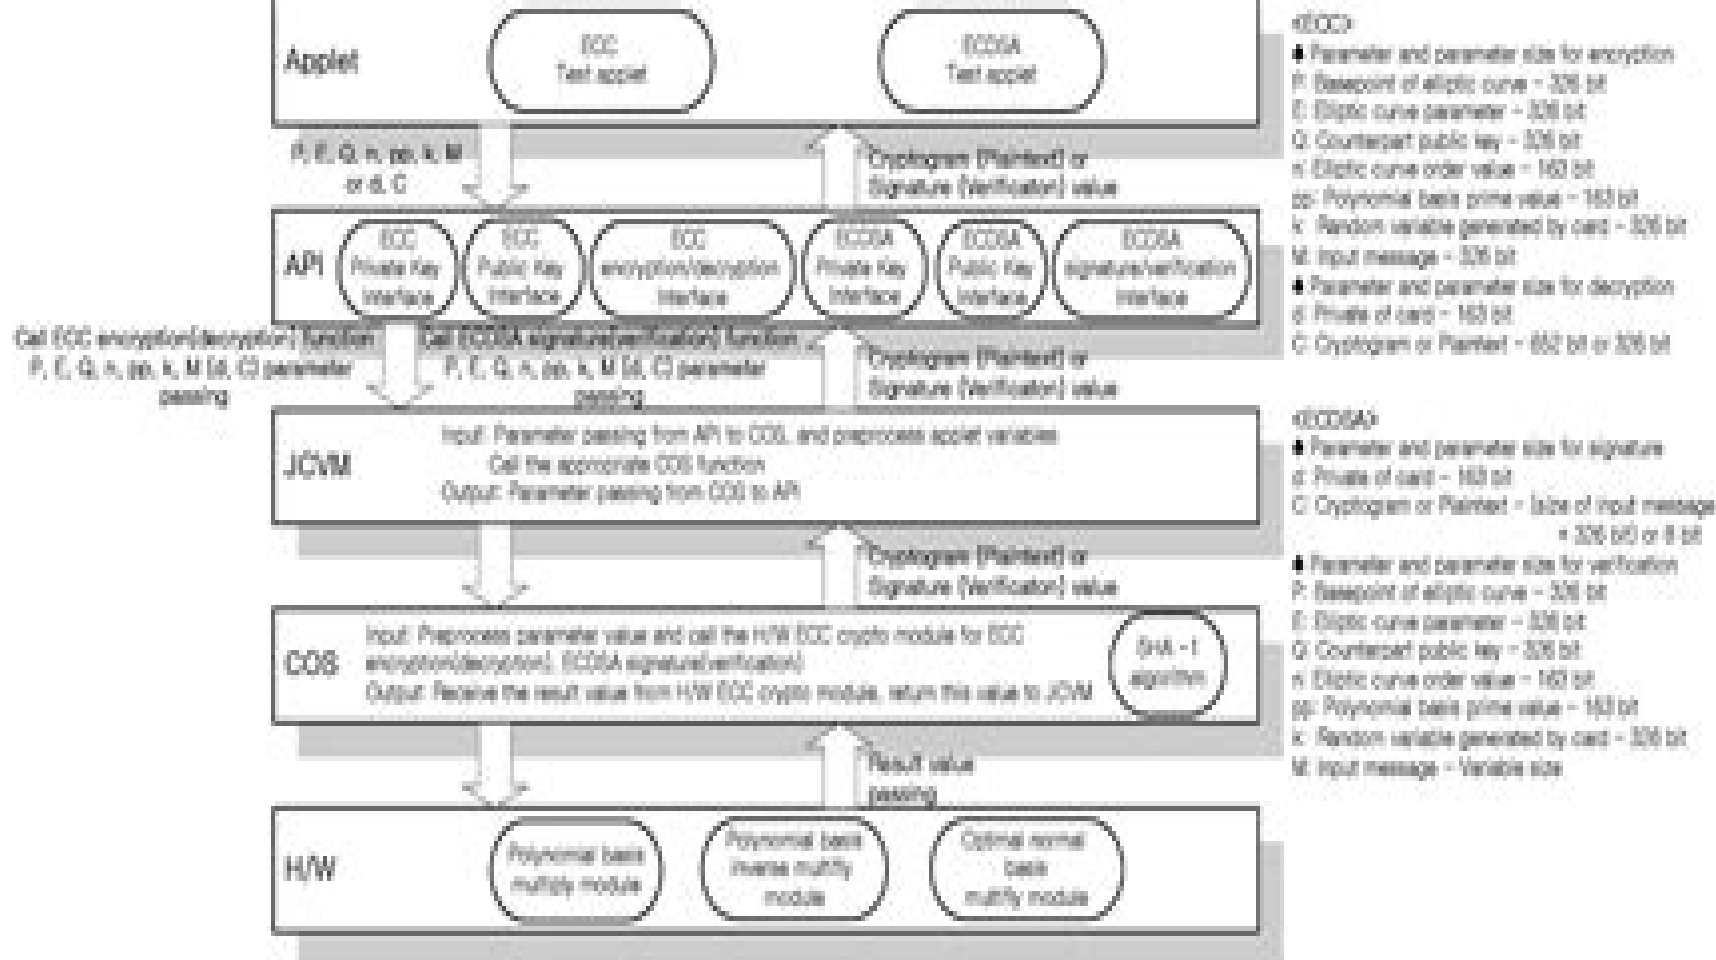 Applet
ECC
Test applet
ECDSA
Test applet
P, E, Q, n, pp, k, M
or d, C
Cryptogram (Plaintext) or
Signature (Verificaton) value
API
ECC
Private Key
Interface
ECC
Public Key
Interface
ECC
encryption/decryption
Interface
ECDSA
Private Key
Interface
ECDSA
Public Key
Interface
ECDSA
signature/verification
Interface
Call ECC encryption(decryption) function
P, E, Q, n, pp, k, M (d, C) parameter
passing
Call ECDSA signature(verification) function
P, E, Q, n, pp, k, M (d, C) parameter
passing
Cryptogram (Plaintext) or
Signature (Verificaton) value
JCVM
Input: Parameter passing from API to COS, and preprocess applet variables
Call the appropriate COS function
Output: Parameter passing from COS to API
Cryptogram (Plaintext) or
Signature (Verificaton) value
COS
Input: Preprocess parameter value and call the H/W ECC crypto module for ECC
encryption(decryption), ECDSA signature(verification)
Output: Receive the result value from H/W ECC crypto module, return this value to JCVM
SHA -1
algorithm
Result value
passing
H/W
Polynomial basis
multiply module
Polynomial basis
inverse multifly
module
Optimal normal
basis
multifly module
<ECC>
♦ Parameter and parameter size for encryption
P: Basepoint of elliptic curve - 326 bit
E: Elliptic curve parameter - 326 bit
Q: Counterpart public key - 326 bit
n: Elliptic curve order value - 163 bit
pp: Polynomial basis prime value - 163 bit
k: Random variable generated by card - 326 bit
M: Input message - 326 bit
♦ Parameter and parameter size for decryption
d: Private of card - 163 bit
C: Cryptogram or Plaintext - 652 bit or 326 bit
<ECDSA>
♦ Parameter and parameter size for signature
d: Private of card - 163 bit
C: Cryptogram or Plaintext - (size of input message
+ 326 bit) or 8 bit
♦ Parameter and parameter size for verification
P: Basepoint of elliptic curve - 326 bit
E: Elliptic curve parameter - 326 bit
Q: Counterpart public key - 326 bit
n: Elliptic curve order value - 163 bit
pp: Polynomial basis prime value - 163 bit
k: Random variable generated by card - 326 bit
M: Input message - Variable size